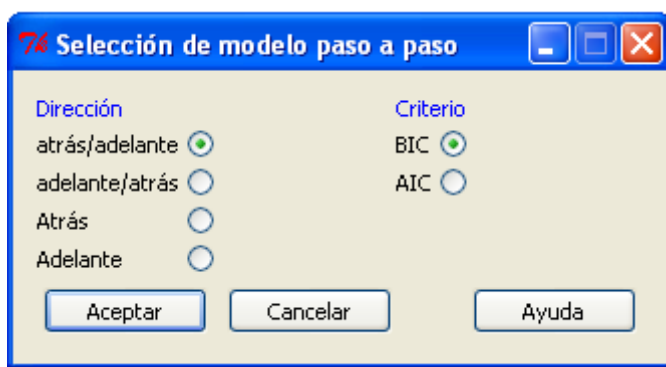 Selección de modelo paso a paso
Dirección Criterio
atrás/adelante BIC
adelante/atrás AIC
Atrás
Adelante
Aceptar Cancelar Ayuda